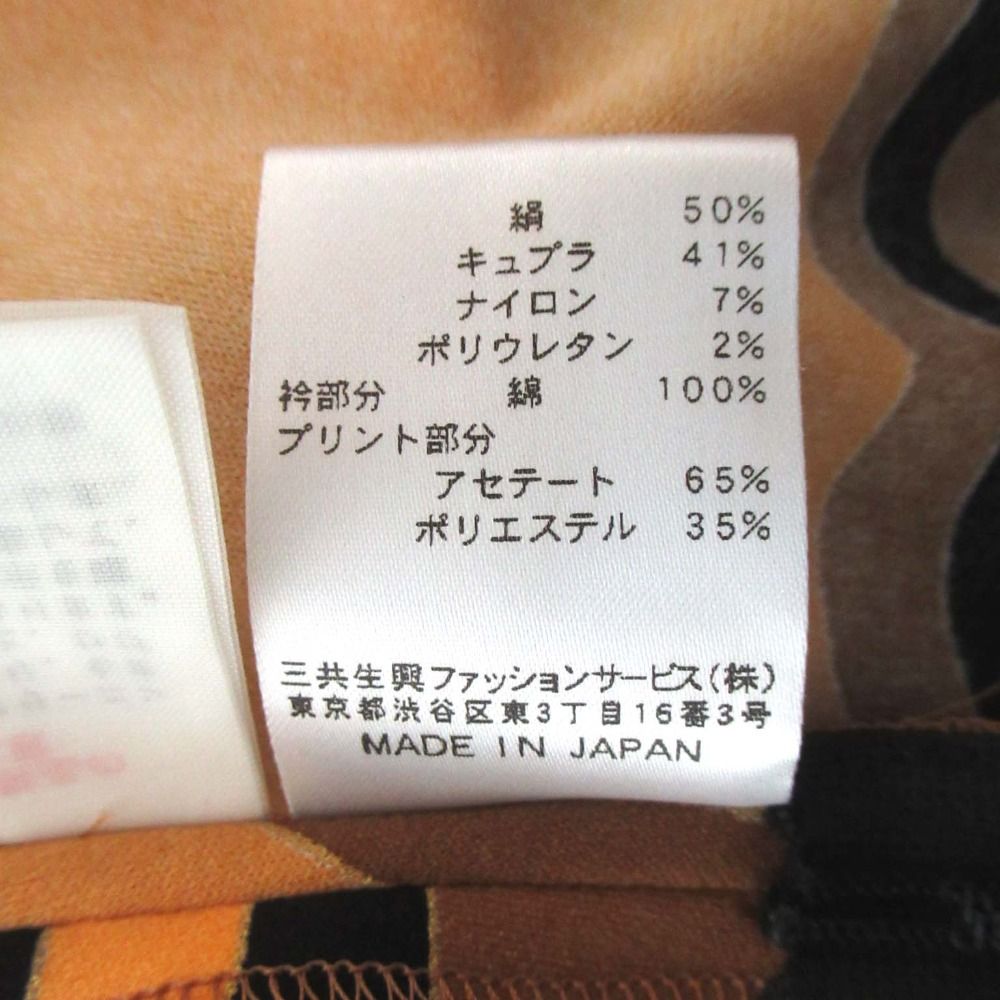 絹 50%
キュプラ 41%
ナイロン 7%
ポリウレタン 2%
衿部分 綿 100%
プリント部分
アセテート 65%
ポリエステル 35%
三共生興ファッションサービス(株)
東京都渋谷区東3丁目16番3号
MADE IN JAPAN